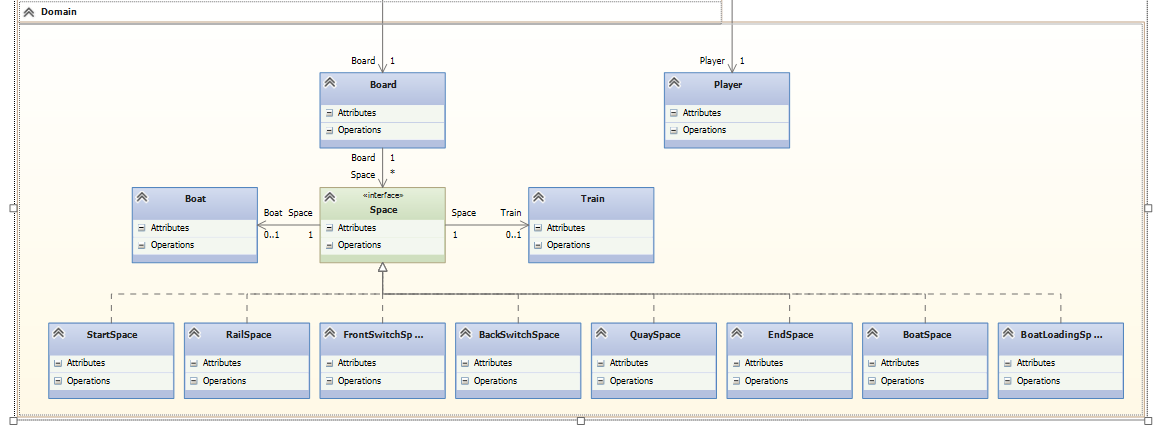 Domain
Board 1
Player 1
Board
Attributes
Operations
Player
Attributes
Operations
Board 1
Space *
Boat
Attributes
Operations
Boat Space
0..1 1
«interface»
Space
Attributes
Operations
Space Train
1 0..1
Train
Attributes
Operations
StartSpace
Attributes
Operations
RailSpace
Attributes
Operations
FrontSwitchSp ...
Attributes
Operations
BackSwitchSpace
Attributes
Operations
QuaySpace
Attributes
Operations
EndSpace
Attributes
Operations
BoatSpace
Attributes
Operations
BoatLoadingSp ...
Attributes
Operations